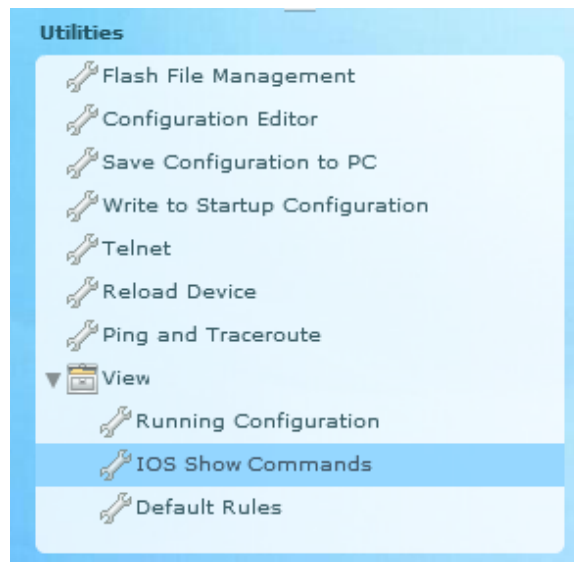 Utilities
Flash File Management
Configuration Editor
Save Configuration to PC
Write to Startup Configuration
Telnet
Reload Device
Ping and Traceroute
View
Running Configuration
IOS Show Commands
Default Rules